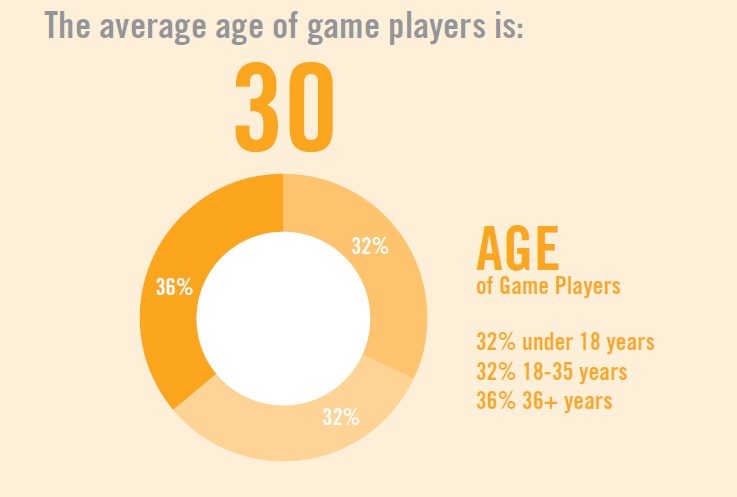 The average age of game players is:
30
32%
36%
32%
AGE
of Game Players
32% under 18 years
32% 18-35 years
36% 36+ years